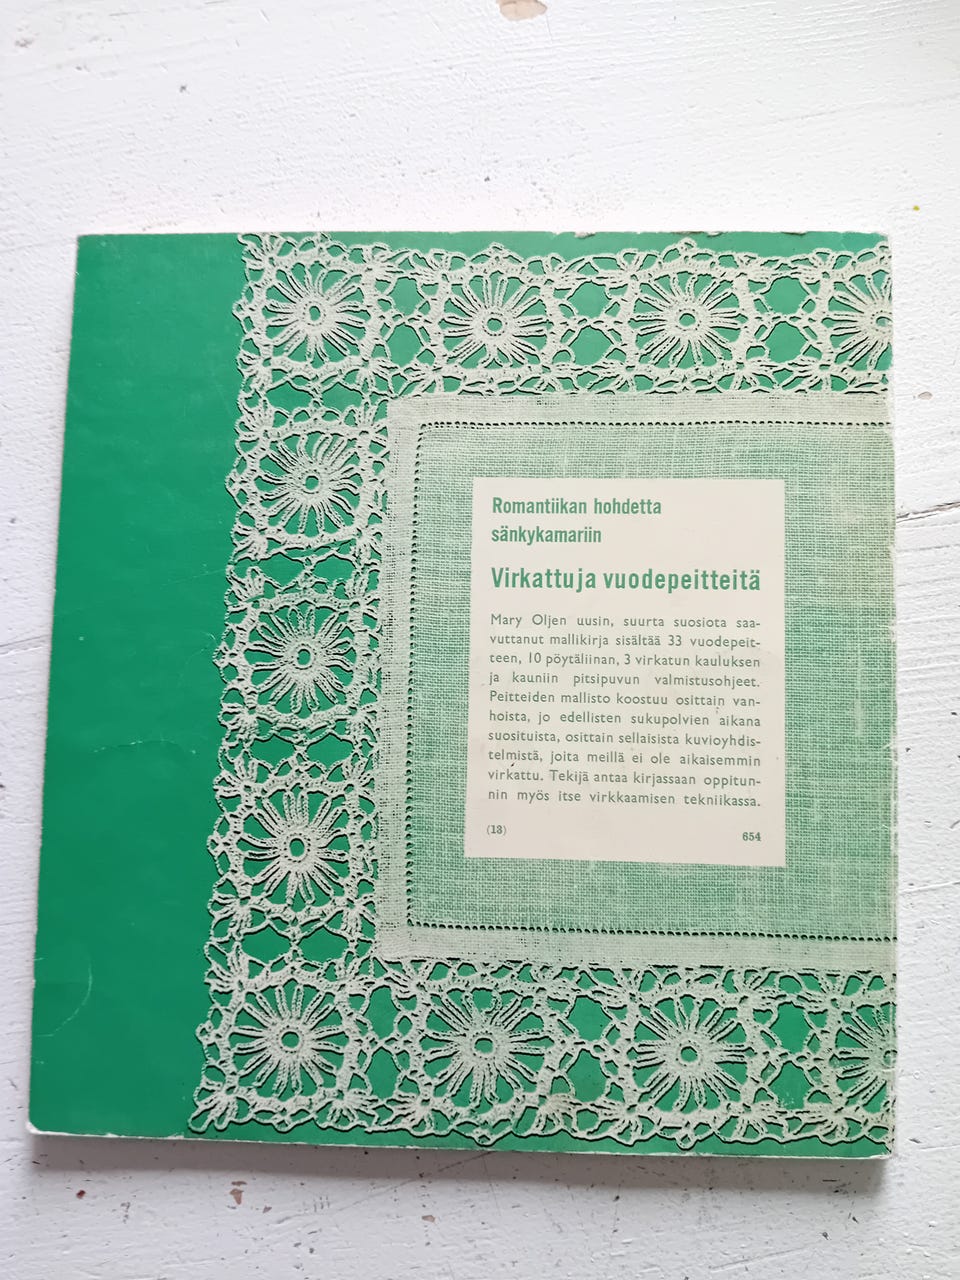 Romantiikan hohdetta
sänkykamariin
Virkattuja vuodepeitteitä
Mary Oljen uusin, suurta suosiota saa-
vuttanut mallikirja sisältää 33 vuodepeit-
teen, 10 pöytäliinan, 3 virkatun kauluksen
ja kauniin pitsipuvun valmistusohjeet.
Peitteiden mallisto koostuu osittain van-
hoista, jo edellisten sukupolvien aikana
suosituista, osittain sellaisista kuvioyhdis-
telmistä, joita meillä ei ole aikaisemmin
virkattu. Tekijä antaa kirjassaan oppitun-
nin myös itse virkkaamisen tekniikassa.
(13) 654